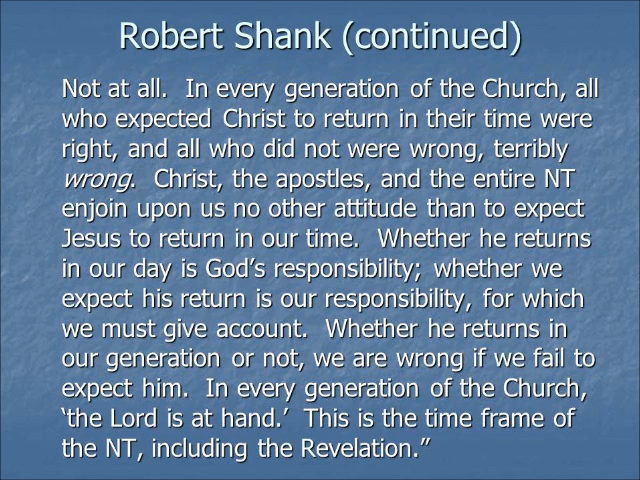 Robert Shank (continued)
Not at all.  In every generation of the Church, all
who expected Christ to return in their time were
right, and all who did not were wrong, terribly
wrong.  Christ, the apostles, and the entire NT
enjoin upon us no other attitude than to expect
Jesus to return in our time.  Whether he returns
in our day is God’s responsibility; whether we
expect his return is our responsibility, for which
we must give account.  Whether he returns in
our generation or not, we are wrong if we fail to
expect him.  In every generation of the Church,
‘the Lord is at hand.’  This is the time frame of
the NT, including the Revelation.”